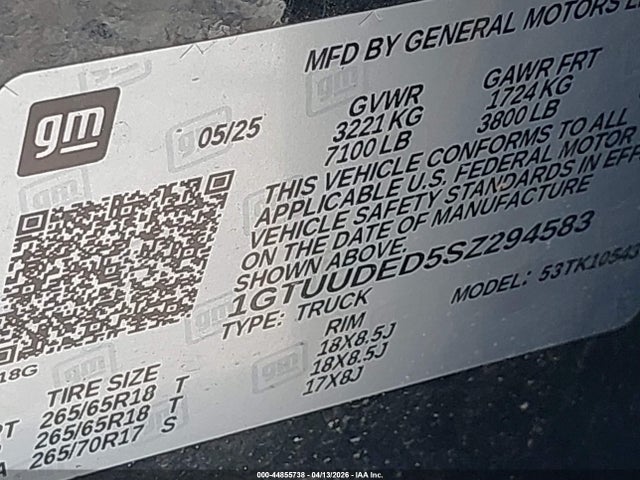 MFD BY GENERAL MOTORS
gm
05/25
GVWR
3221 KG
7100 LB
GAWR FRT
1724 KG
3800 LB
THIS VEHICLE CONFORMS TO ALL
APPLICABLE U.S. FEDERAL MOTOR
VEHICLE SAFETY STANDARDS IN EFF
ON THE DATE OF MANUFACTURE
SHOWN ABOVE.
1GTUUDED5SZ294583
TYPE: TRUCK
MODEL: 53TK10543
18G
TIRE SIZE
RIM
265/65R18 T
18X8.5J
265/65R18 T
18X8.5J
265/70R17 S
17X8J
000-44855738 - 04/13/2026 - IAA Inc.